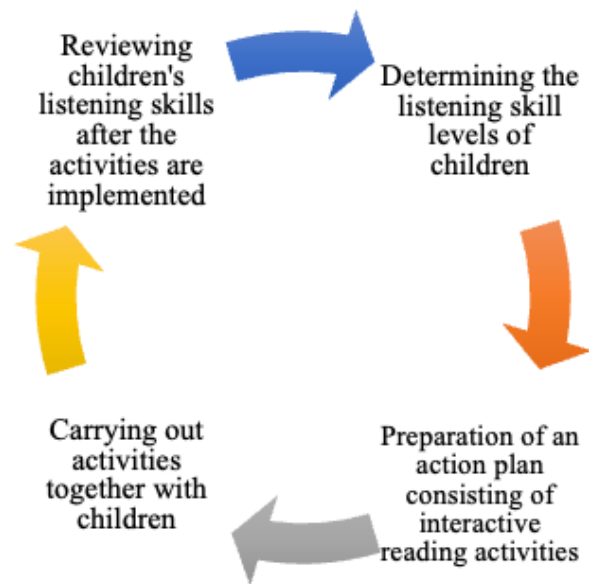 Reviewing
children's
listening skills
after the
activities are
implemented
Determining the
listening skill
levels of
children
Preparation of an
action plan
consisting of
interactive
reading activities
Carrying out
activities
together with
children